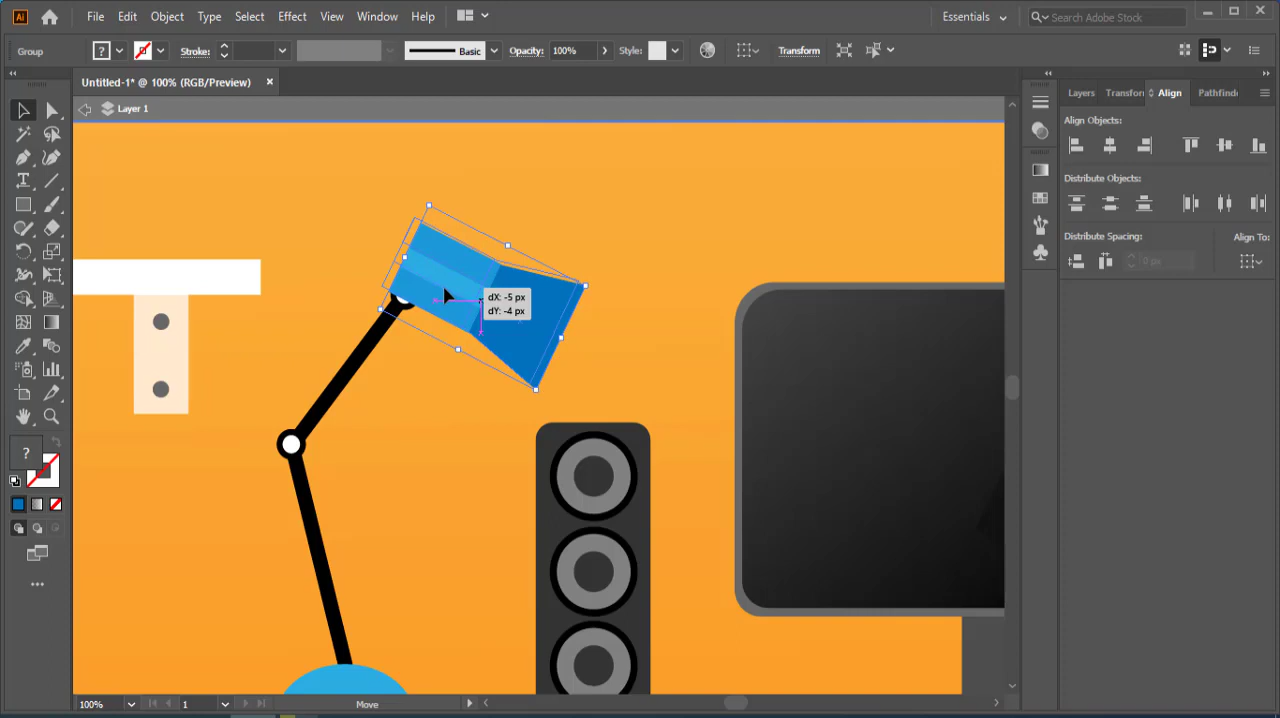 Ai File Edit Object Type Select Effect View Window Help Essentials Search Adobe Stock
Group ? Stroke: Basic Opacity: 100% Style: Transform
Untitled-1* @ 100% (RGB/Preview) ×
Layer 1
Layers Transform Align Pathfinde
Align Objects:
Distribute Objects:
Distribute Spacing: Align To:
0 px
dX: -5 px
dY: -4 px
?
100% 1 Move